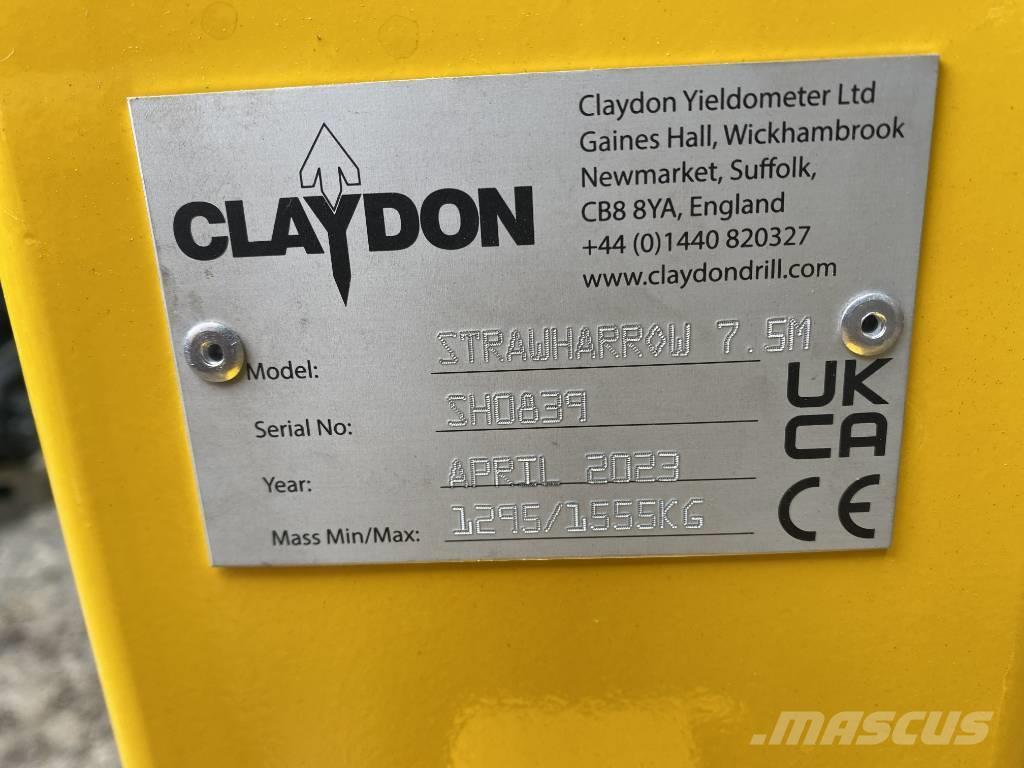 CLAYDON
Claydon Yieldometer Ltd
Gaines Hall, Wickhambrook
Newmarket, Suffolk,
CB8 8YA, England
+44 (0)1440 820327
www.claydondrill.com
Model: STRAWHARROW 7.5M
Serial No: SH0839
Year: APRIL 2023
Mass Min/Max: 1295/1555KG
UK
CA
CE
MASCUS